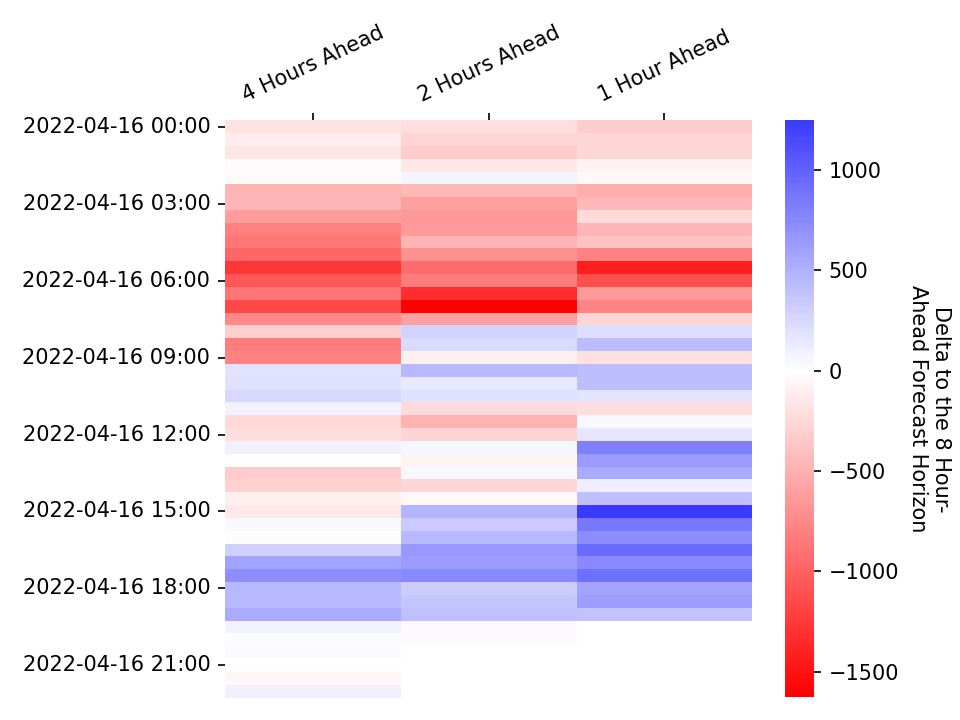 4 Hours Ahead
2 Hours Ahead
1 Hour Ahead
2022-04-16 00:00
2022-04-16 03:00
2022-04-16 06:00
2022-04-16 09:00
2022-04-16 12:00
2022-04-16 15:00
2022-04-16 18:00
2022-04-16 21:00
1000
500
0
−500
−1000
−1500
Delta to the 8 Hour-
Ahead Forecast Horizon